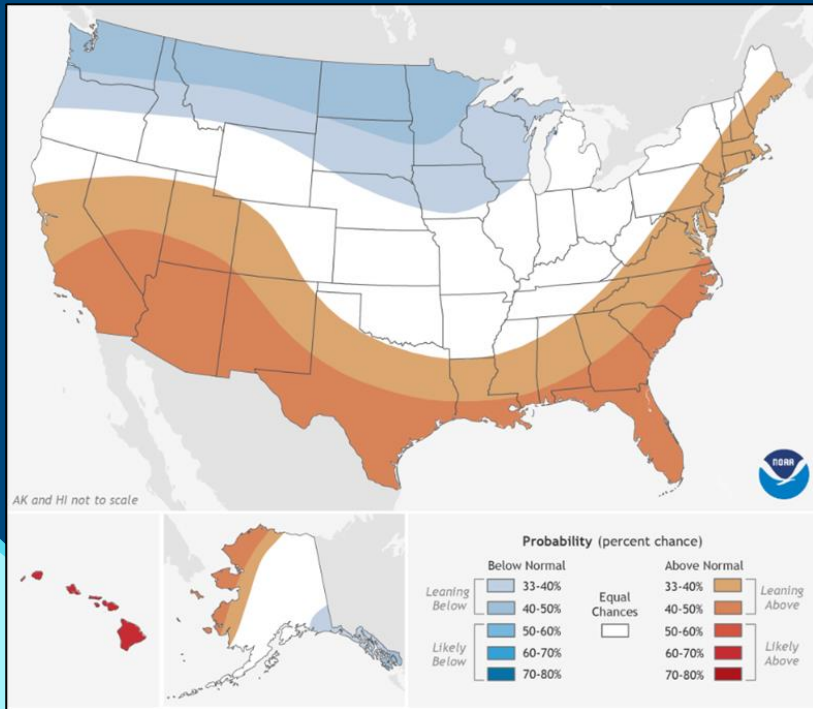 NOAA
AK and HI not to scale
Probability (percent chance)
Below Normal
Above Normal
Leaning
Below
33-40%
40-50%
Likely
Below
50-60%
60-70%
70-80%
Equal
Chances
33-40%
40-50%
Leaning
Above
50-60%
60-70%
70-80%
Likely
Above